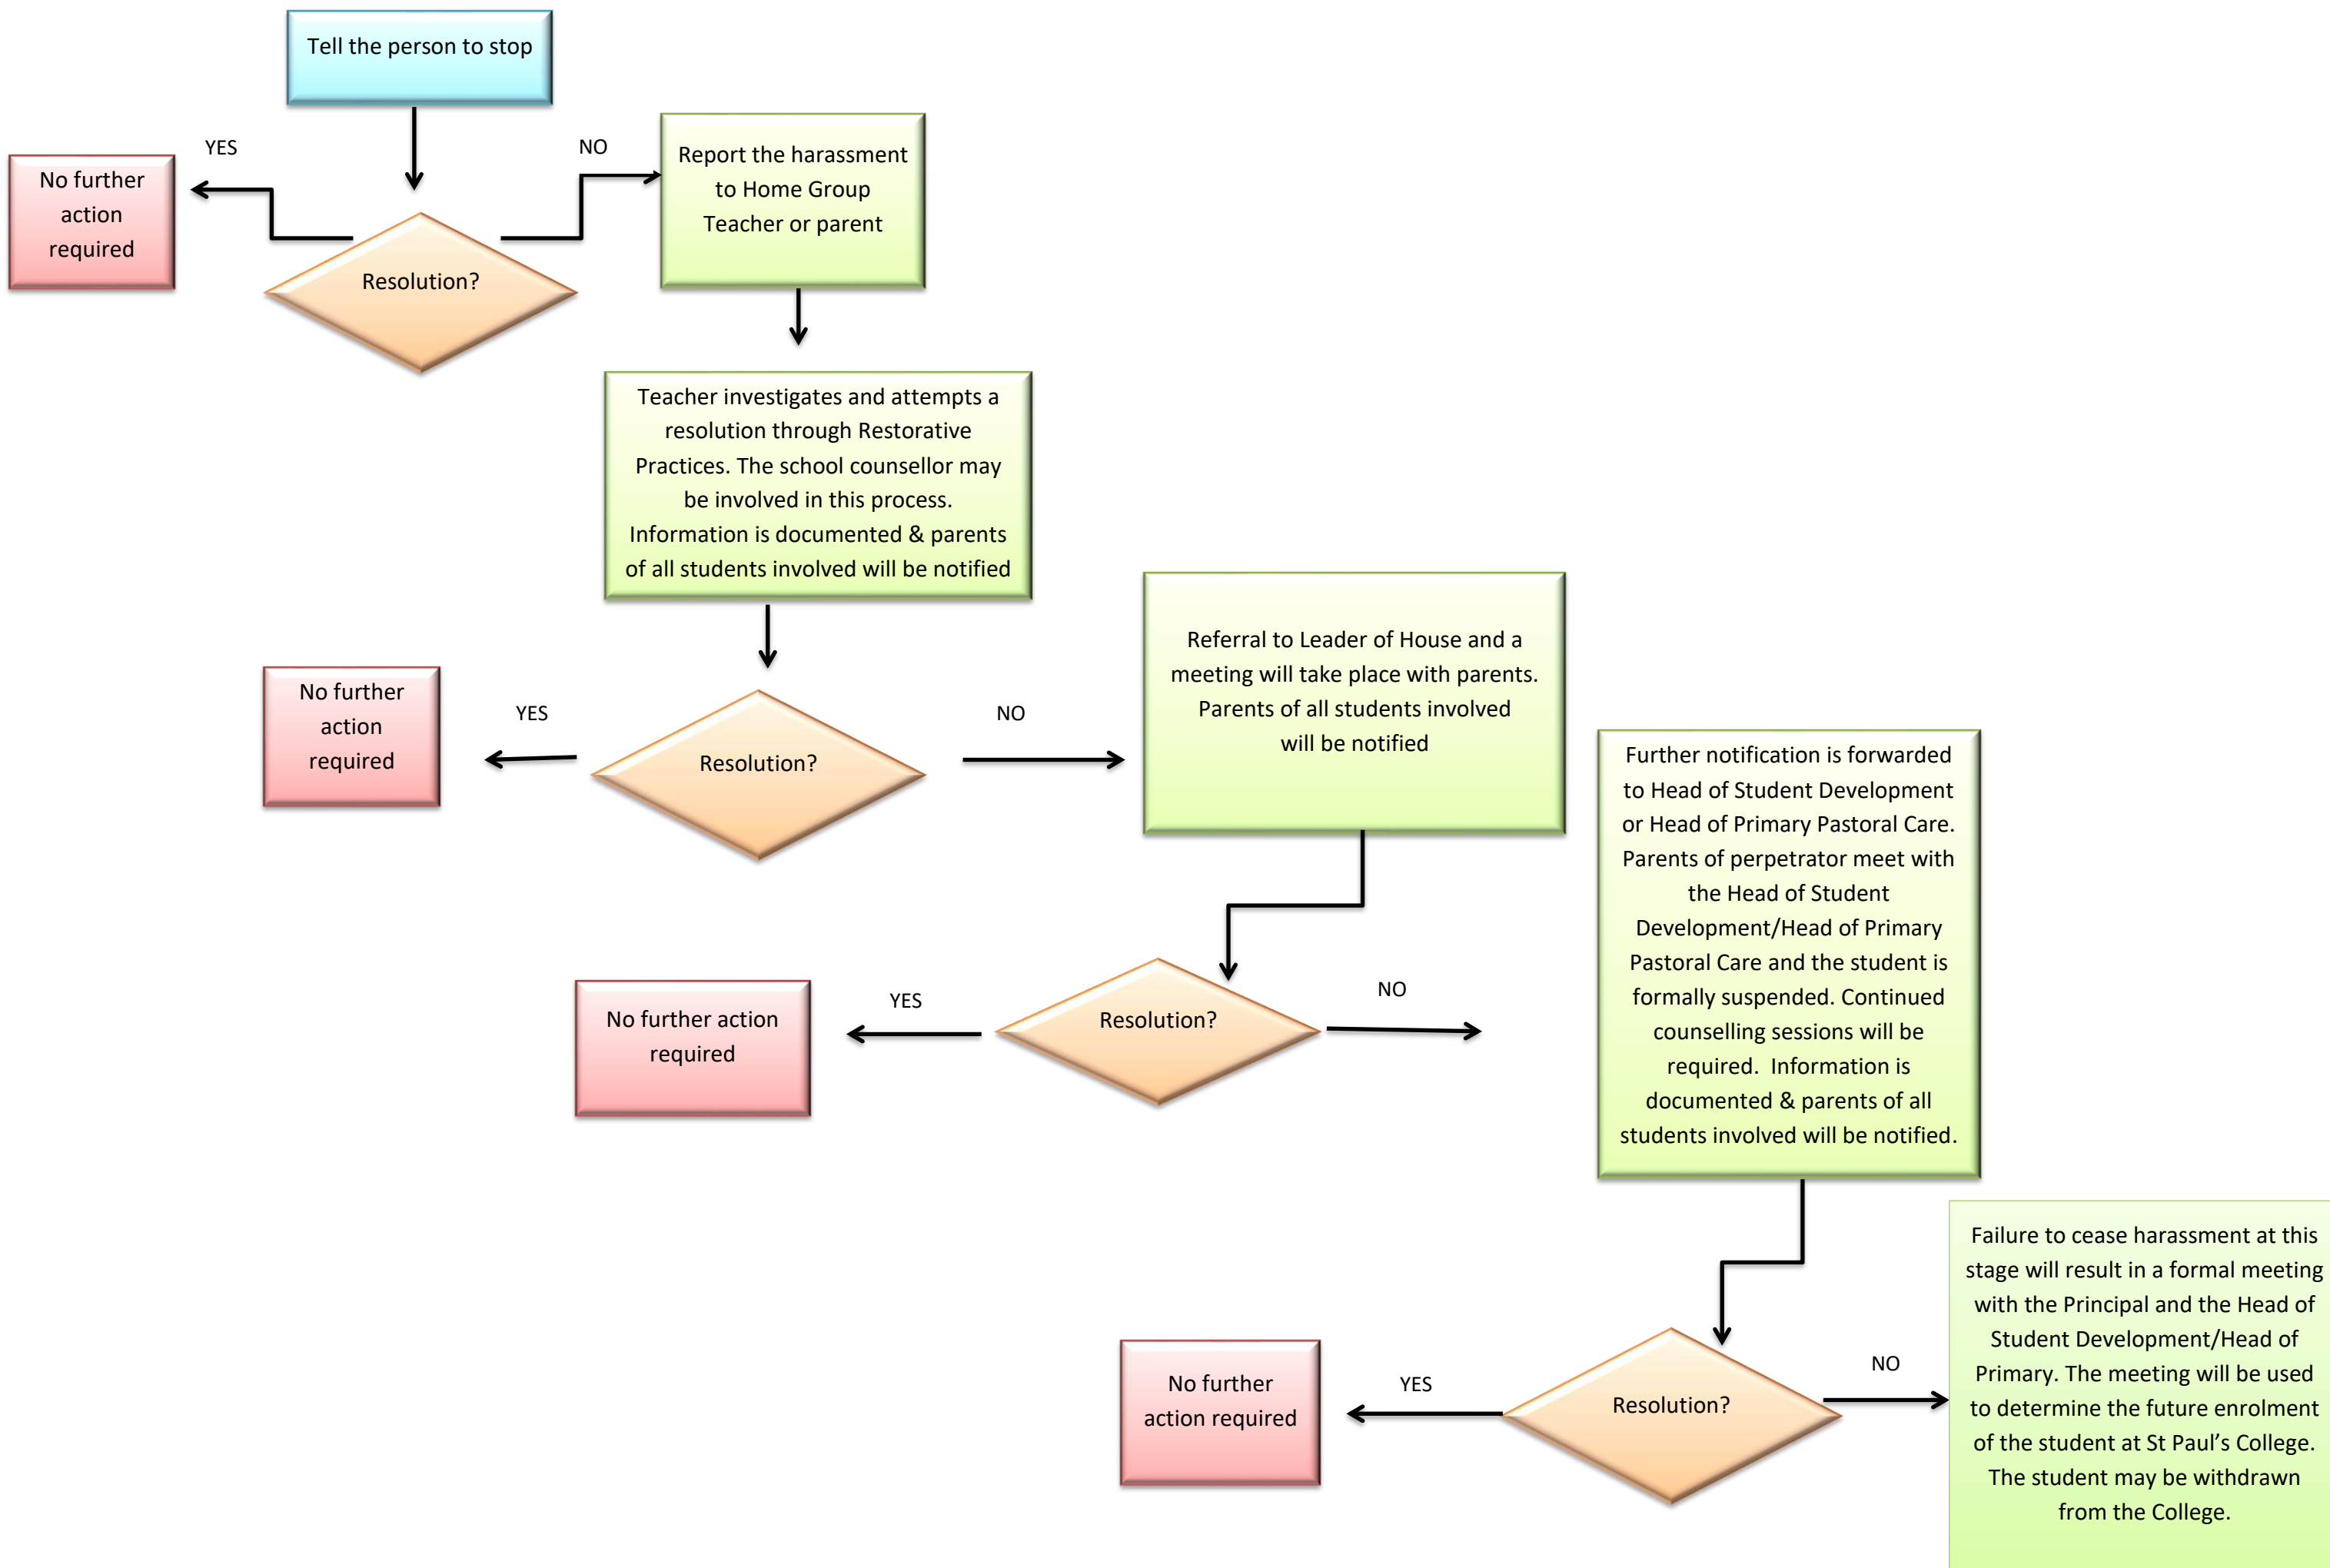 Tell the person to stop
YES
No further
action
required
NO
Report the harassment
to Home Group
Teacher or parent
Resolution?
Teacher investigates and attempts a
resolution through Restorative
Practices. The school counsellor may
be involved in this process.
Information is documented & parents
of all students involved will be notified
No further
action
required
YES
Resolution?
NO
Referral to Leader of House and a
meeting will take place with parents.
Parents of all students involved
will be notified
No further action
required
YES
Resolution?
NO
Further notification is forwarded
to Head of Student Development
or Head of Primary Pastoral Care.
Parents of perpetrator meet with
the Head of Student
Development/Head of Primary
Pastoral Care and the student is
formally suspended. Continued
counselling sessions will be
required.  Information is
documented & parents of all
students involved will be notified.
No further
action required
YES
Resolution?
NO
Failure to cease harassment at this
stage will result in a formal meeting
with the Principal and the Head of
Student Development/Head of
Primary. The meeting will be used
to determine the future enrolment
of the student at St Paul’s College.
The student may be withdrawn
from the College.